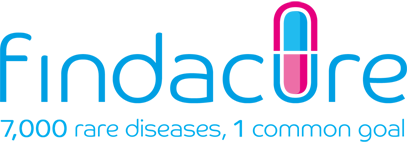 findacure
7,000 rare diseases, 1 common goal